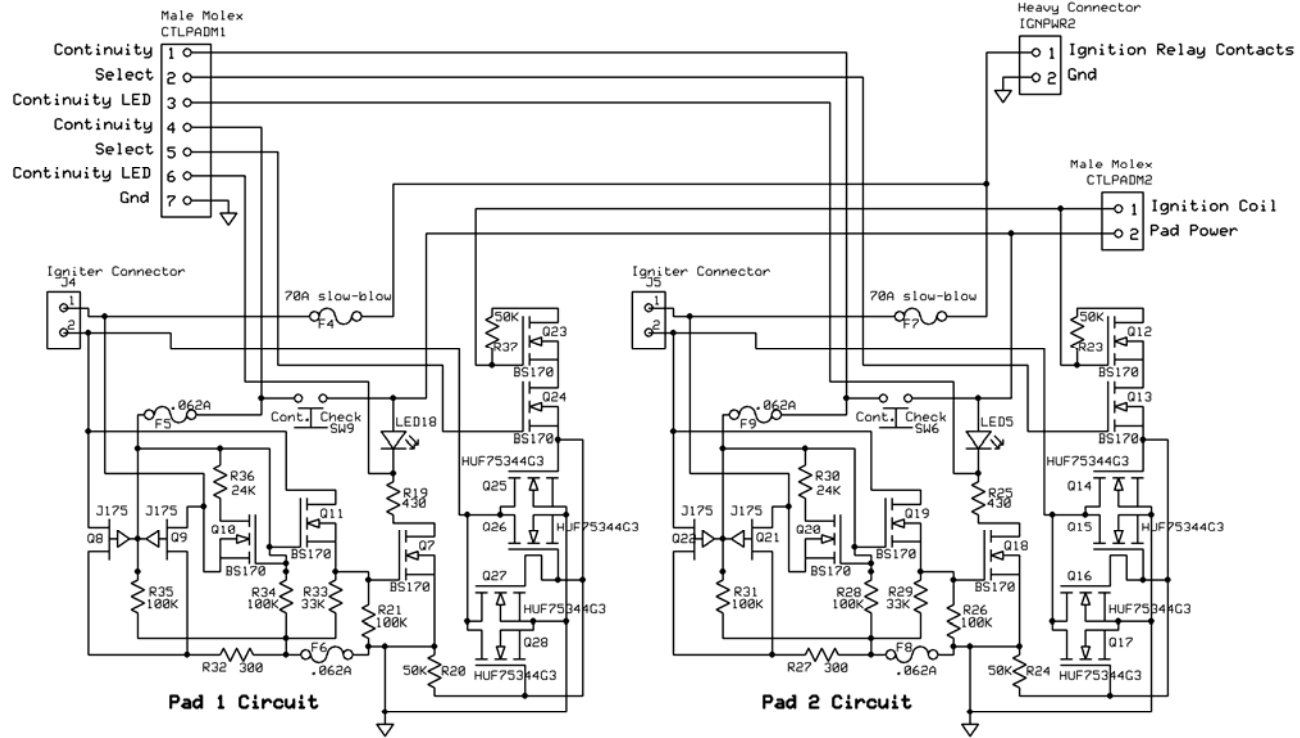 Male Molex
CTLPADM1
Heavy Connector
IGNPWR2
Continuity 1
1 Ignition Relay Contacts
Select 2
2 Gnd
Continuity LED 3
Continuity 4
Select 5
Continuity LED 6
Gnd 7
Male Molex
CTLPADM2
1 Ignition Coil
2 Pad Power
Igniter Connector
J4
1
2
70A slow-blow
F4
50K
R37
Q23
BS170
Q24
BS170
.062A
F5
Cont. Check
SW9
LED18
HUF75344G3
R36
24K
R19
430
Q25
Q26
HUF75344G3
J175
J175
Q8
Q9
Q10
BS170
Q11
BS170
Q7
BS170
R35
100K
R34
100K
R33
33K
R21
100K
Q27
HUF75344G3
Q28
HUF75344G3
R32 300
F6
.062A
50K
R20
Pad 1 Circuit
Igniter Connector
J5
1
2
70A slow-blow
F7
50K
R23
Q12
BS170
Q13
BS170
.062A
F9
Cont. Check
SW6
LED5
HUF75344G3
R30
24K
R25
430
Q14
Q15
HUF75344G3
J175
J175
Q22
Q21
Q20
BS170
Q19
BS170
Q18
BS170
R31
100K
R28
100K
R29
33K
R26
100K
Q16
HUF75344G3
Q17
HUF75344G3
R27 300
F8
.062A
50K
R24
Pad 2 Circuit